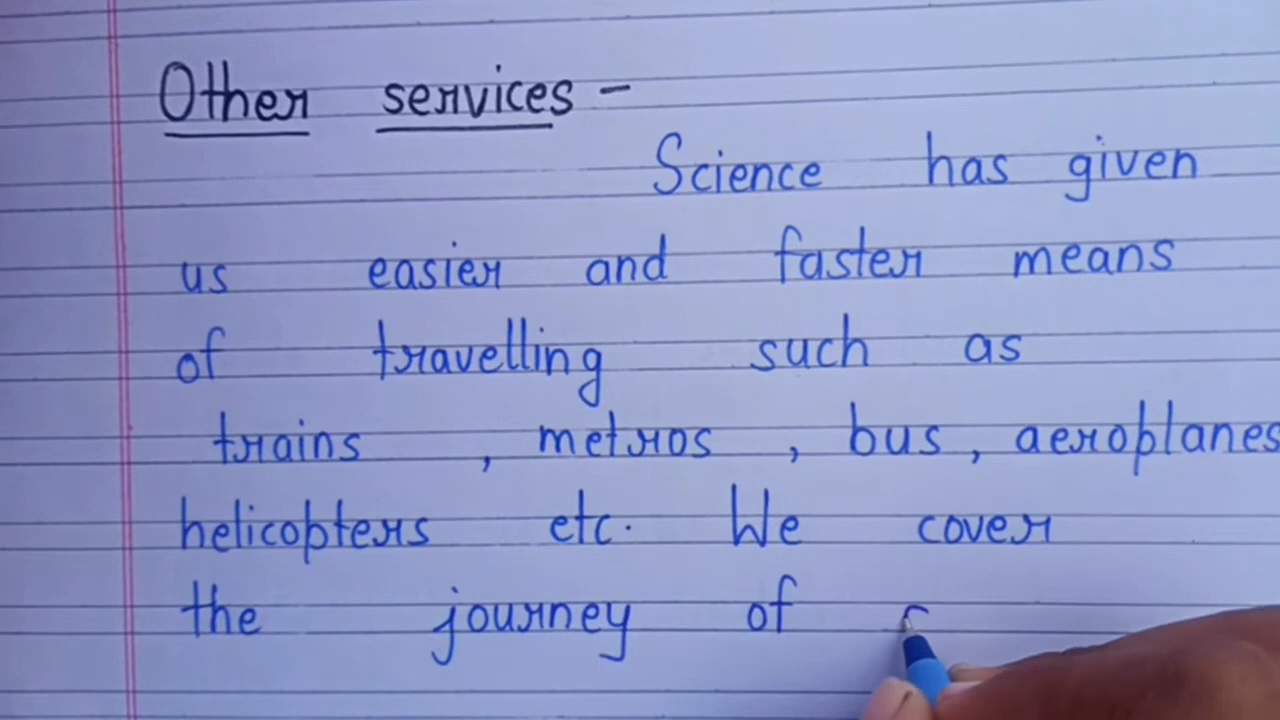 Other services -
Science has given
us easier and faster means
of travelling such as
trains , metros , bus , aeroplanes
helicopters etc. We cover
the journey of